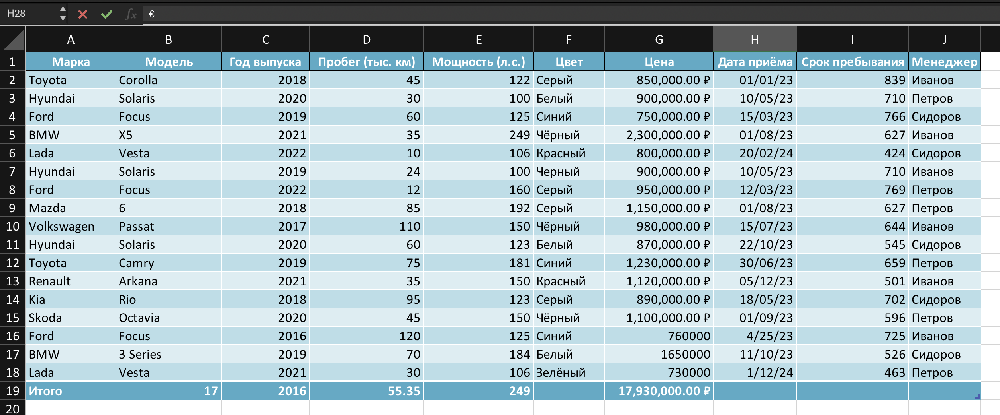 H28 fx €
A B C D E F G H I J
1 Марка Модель Год выпуска Пробег (тыс. км) Мощность (л.с.) Цвет Цена Дата приёма Срок пребывания Менеджер
2 Toyota Corolla 2018 45 122 Серый 850,000.00 ₽ 01/01/23 839 Иванов
3 Hyundai Solaris 2020 30 100 Белый 900,000.00 ₽ 10/05/23 710 Петров
4 Ford Focus 2019 60 125 Синий 750,000.00 ₽ 15/03/23 766 Сидоров
5 BMW X5 2021 35 249 Чёрный 2,300,000.00 ₽ 01/08/23 627 Иванов
6 Lada Vesta 2022 10 106 Красный 800,000.00 ₽ 20/02/24 424 Сидоров
7 Hyundai Solaris 2019 24 100 Черный 900,000.00 ₽ 10/05/23 710 Иванов
8 Ford Focus 2022 12 160 Серый 950,000.00 ₽ 12/03/23 769 Петров
9 Mazda 6 2018 85 192 Серый 1,150,000.00 ₽ 01/08/23 627 Петров
10 Volkswagen Passat 2017 110 150 Чёрный 980,000.00 ₽ 15/07/23 644 Иванов
11 Hyundai Solaris 2020 60 123 Белый 870,000.00 ₽ 22/10/23 545 Сидоров
12 Toyota Camry 2019 75 181 Синий 1,230,000.00 ₽ 30/06/23 659 Петров
13 Renault Arkana 2021 35 150 Красный 1,120,000.00 ₽ 05/12/23 501 Иванов
14 Kia Rio 2018 95 123 Серый 890,000.00 ₽ 18/05/23 702 Сидоров
15 Skoda Octavia 2020 45 150 Чёрный 1,100,000.00 ₽ 01/09/23 596 Петров
16 Ford Focus 2016 120 125 Синий 760000 4/25/23 725 Иванов
17 BMW 3 Series 2019 70 184 Белый 1650000 11/10/23 526 Сидоров
18 Lada Vesta 2021 30 106 Зелёный 730000 1/12/24 463 Петров
19 Итого 17 2016 55.35 249 17,930,000.00 ₽
20